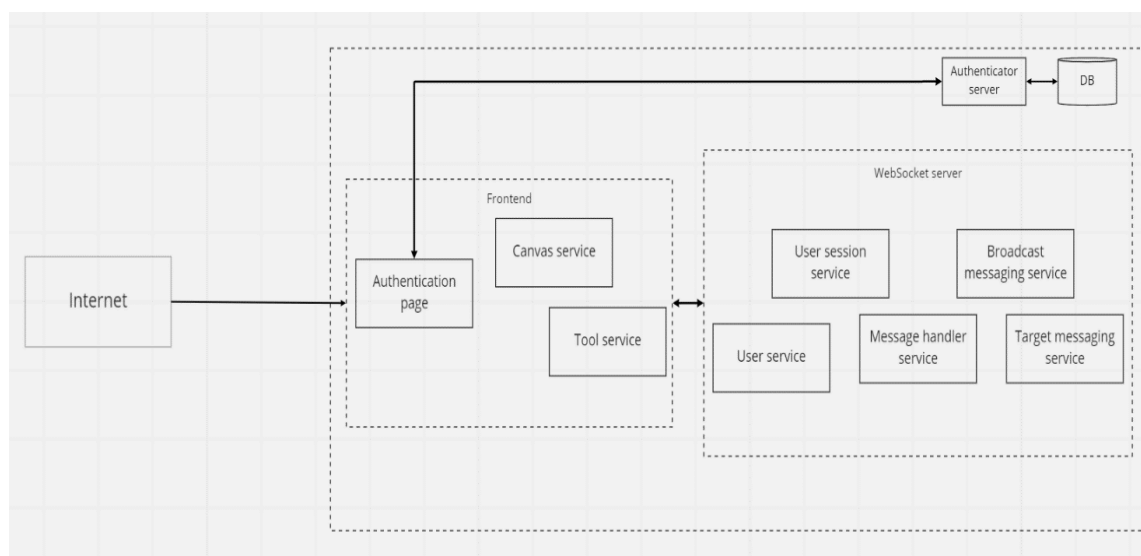 Authenticator
server
DB
WebSocket server
Frontend
Canvas service
User session
service
Broadcast
messaging service
Authentication
page
Internet
Tool service
User service
Message handler
service
Target messaging
service